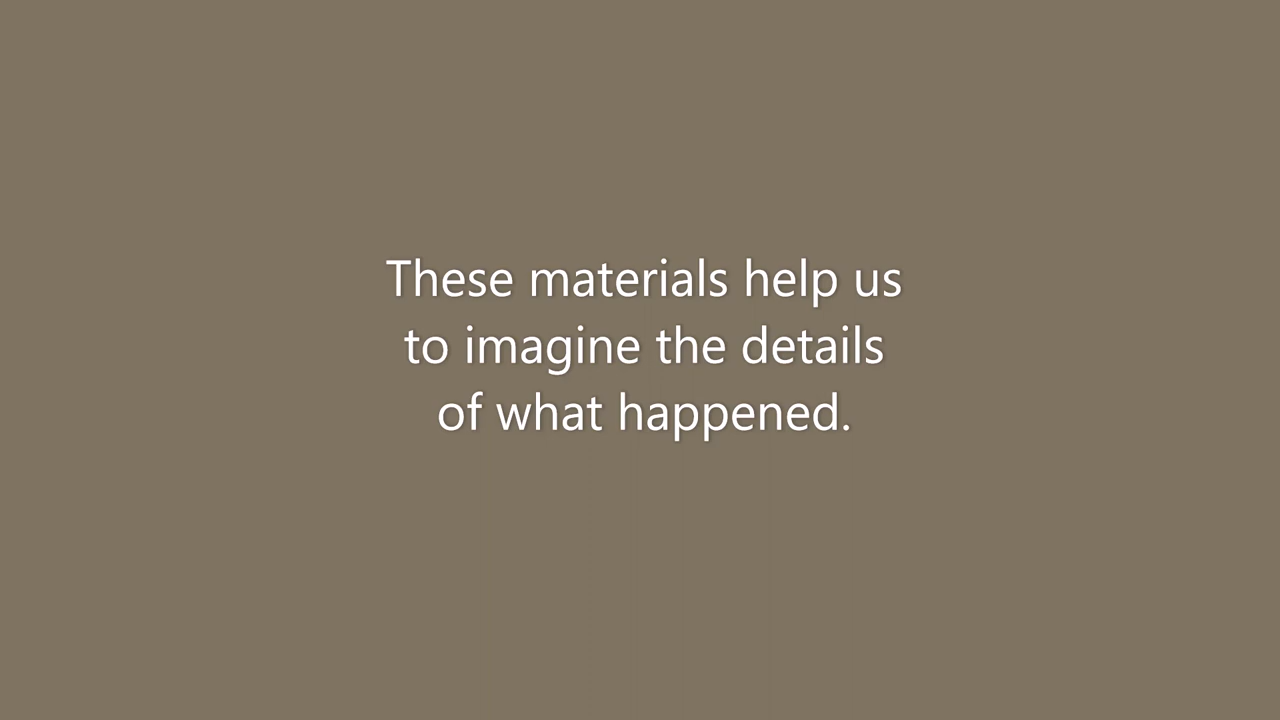 These materials help us
to imagine the details
of what happened.